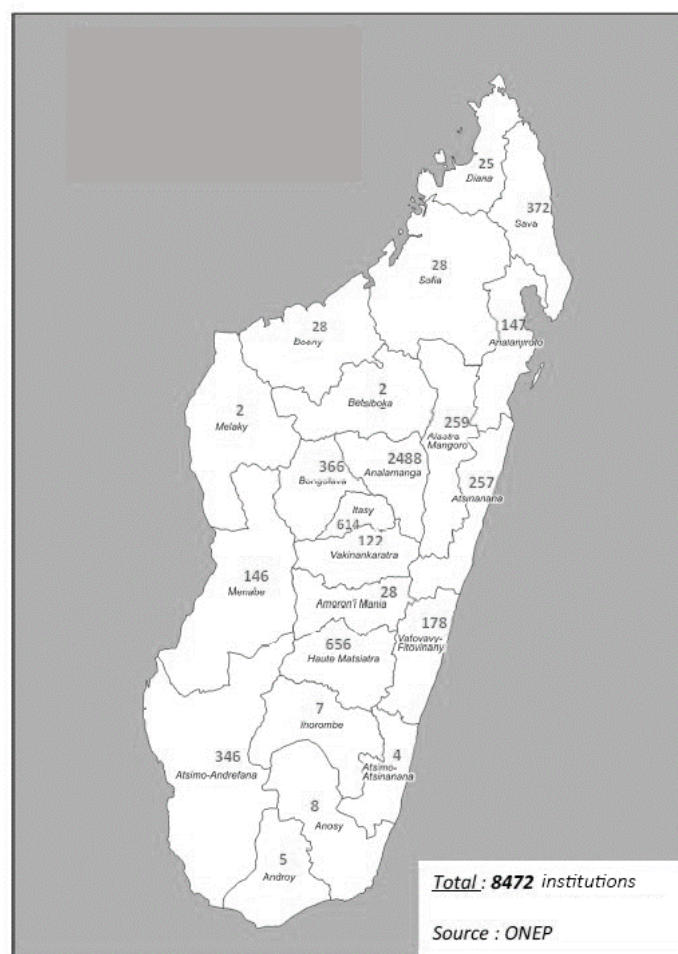 25
Diana
372
Sava
28
Sofia
147
Analanjirofo
28
Boeny
2
Betsiboka
2
Melaky
259
Alaotra
Mangoro
366
Bongolava
2488
Analamanga
257
Atsinanana
Itasy
614
122
Vakinankaratra
146
Menabe
28
Amoron'i Mania
178
Vatovavy-
Fitovinany
656
Haute Matsiatra
7
Ihorombe
346
Atsimo-Andrefana
4
Atsimo-
Atsinanana
8
Anosy
5
Androy
Total : 8472 institutions
Source : ONEP